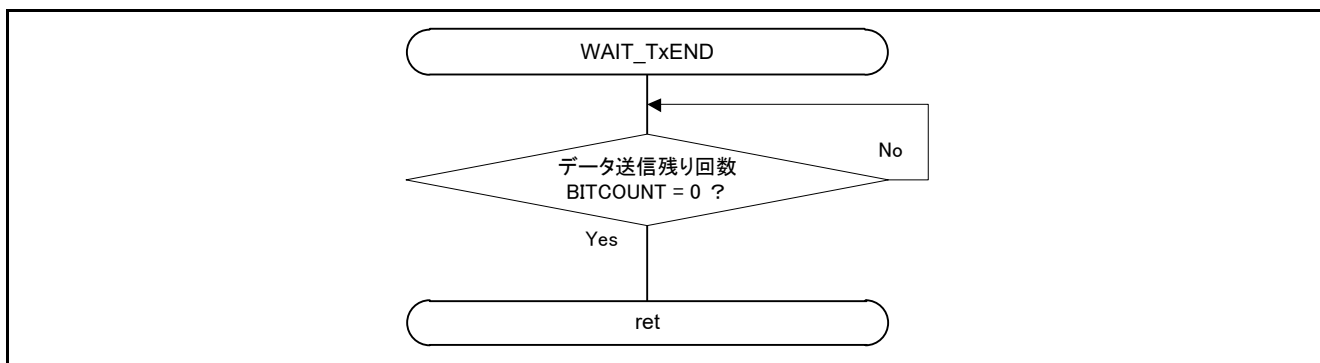 WAIT_TxEND
No
データ送信残り回数
BITCOUNT = 0 ？
Yes
ret